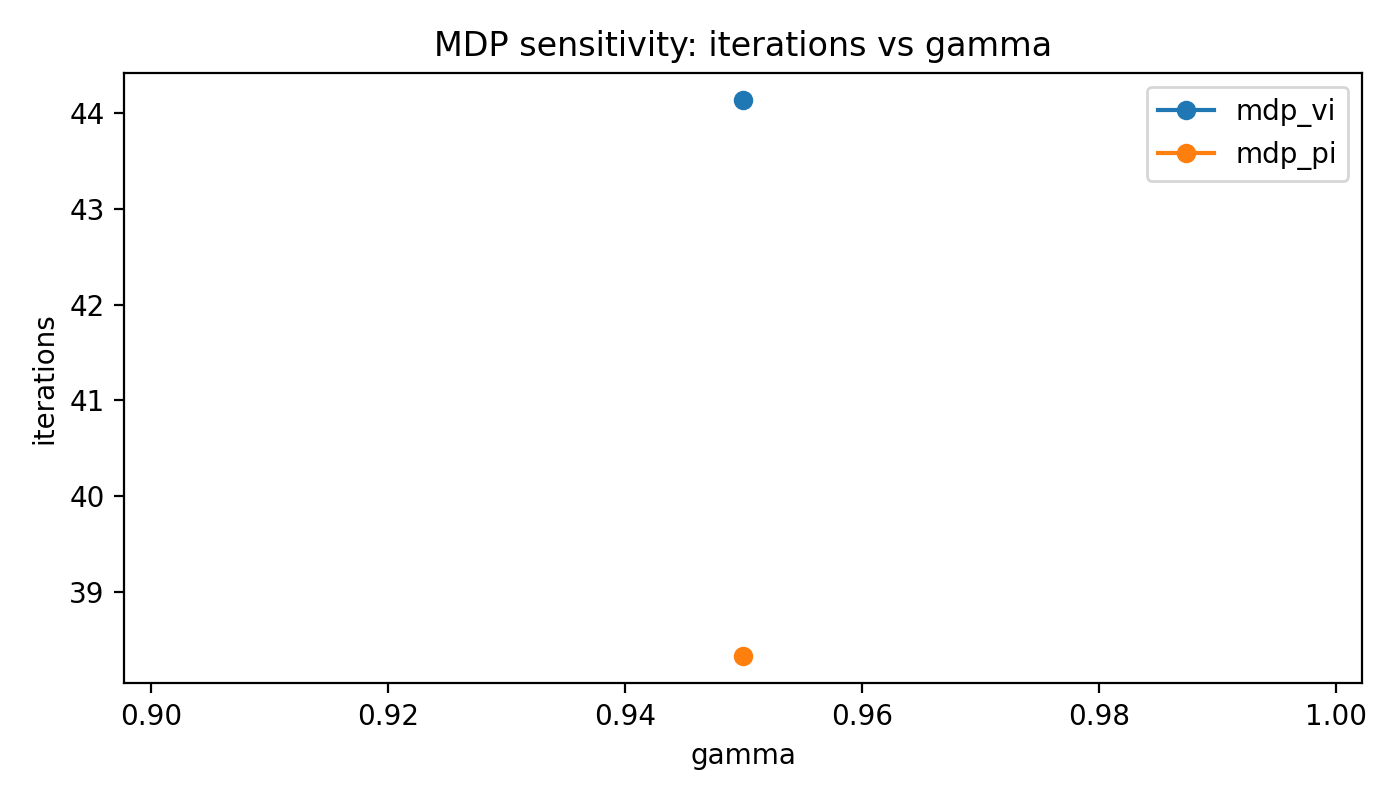 MDP sensitivity: iterations vs gamma
mdp_vi
mdp_pi
iterations
44
43
42
41
40
39
0.90 0.92 0.94 0.96 0.98 1.00
gamma